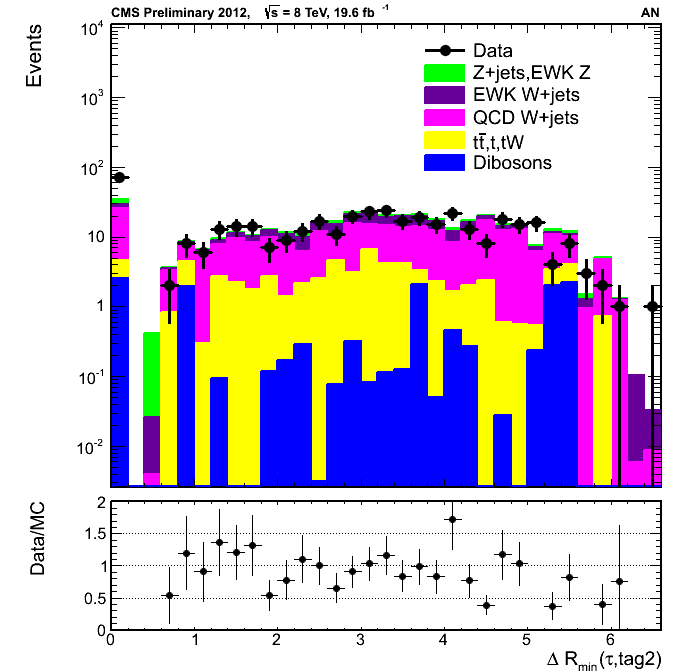 CMS Preliminary 2012, √s = 8 TeV, 19.6 fb⁻¹ AN
Events
10⁴
10³
10²
10
1
10⁻¹
10⁻²
Data
Z+jets,EWK Z
EWK W+jets
QCD W+jets
tt̄,t,tW
Dibosons
Data/MC
2
1.5
1
0.5
0
0 1 2 3 4 5 6
Δ R_min(τ,tag2)